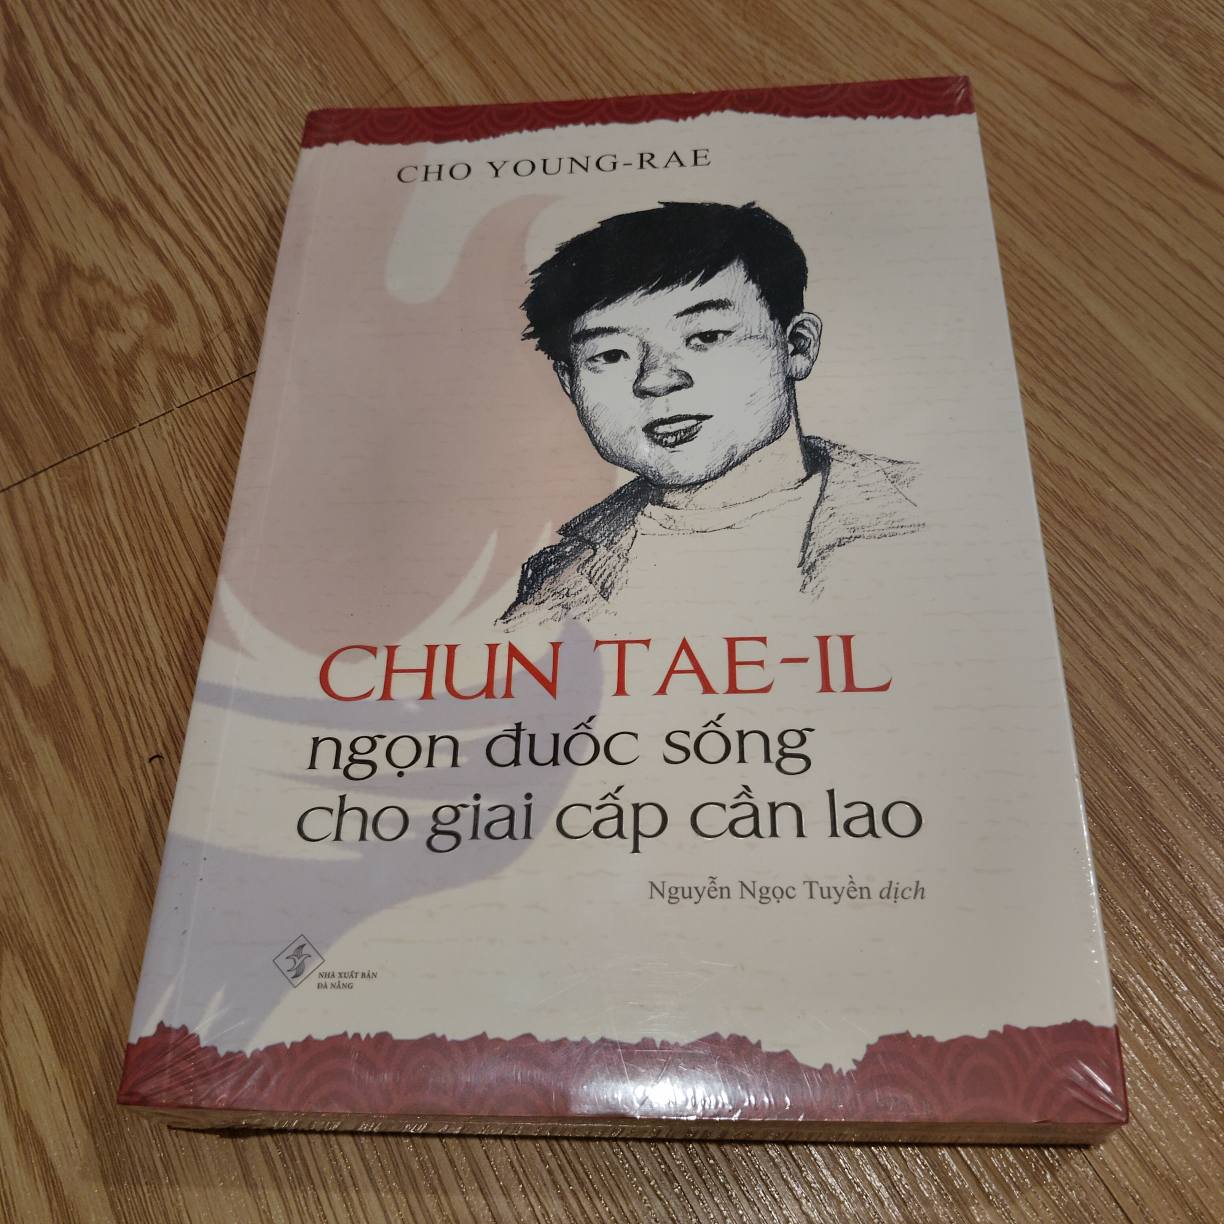 CHO YOUNG-RAE
CHUN TAE-IL
ngọn đuốc sống
cho giai cấp cần lao
Nguyễn Ngọc Tuyền dịch
NHÀ XUẤT BẢN
ĐÀ NẴNG